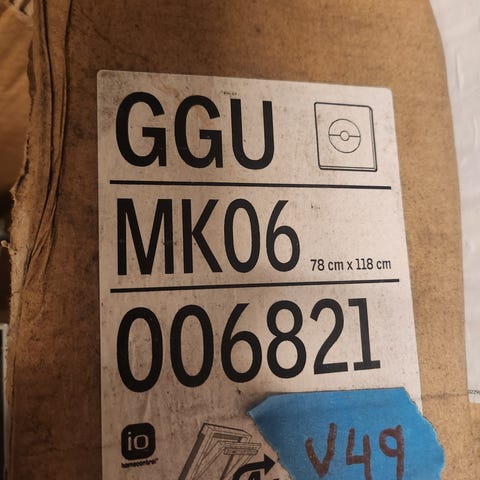 GGU
MK06 78 cm x 118 cm
006821
io
homecontrol
V49